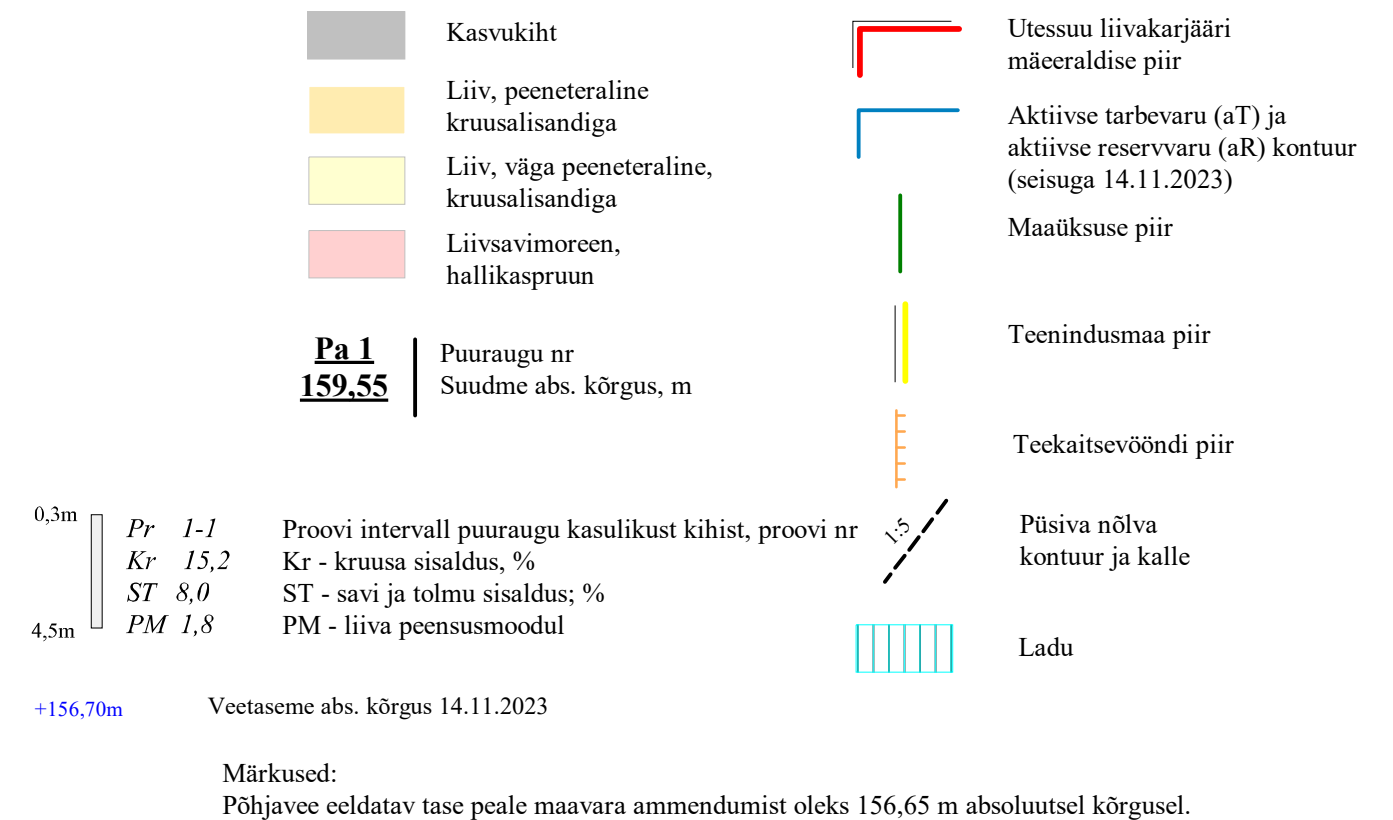 Kasvukiht
Liiv, peeneteraline
kruusalisandiga
Liiv, väga peeneteraline,
kruusalisandiga
Liivsavimoreen,
hallikaspruun
Pa 1
159,55
Puuraugu nr
Suudme abs. kõrgus, m
0,3m
4,5m
Pr 1-1
Kr 15,2
ST 8,0
PM 1,8
Proovi intervall puuraugu kasulikust kihist, proovi nr
Kr - kruusa sisaldus, %
ST - savi ja tolmu sisaldus; %
PM - liiva peensusmoodul
+156,70m
Veetaseme abs. kõrgus 14.11.2023
Utessuu liivakarjääri
mäeeraldise piir
Aktiivse tarbevaru (aT) ja
aktiivse reservvaru (aR) kontuur
(seisuga 14.11.2023)
Maaüksuse piir
Teenindusmaa piir
Teekaitsevööndi piir
1:5
Püsiva nõlva
kontuur ja kalle
Ladu
Märkused:
Põhjavee eeldatav tase peale maavara ammendumist oleks 156,65 m absoluutsel kõrgusel.